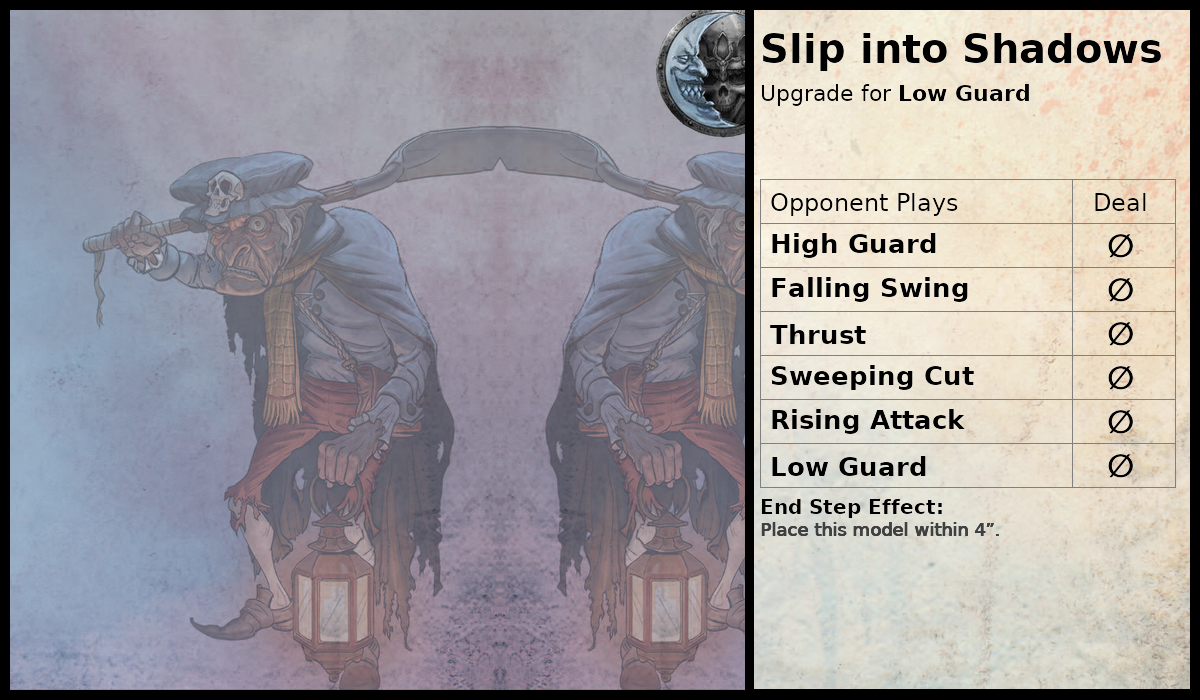 Slip into Shadows
Upgrade for Low Guard
Opponent Plays Deal
High Guard ∅
Falling Swing ∅
Thrust ∅
Sweeping Cut ∅
Rising Attack ∅
Low Guard ∅
End Step Effect:
Place this model within 4”.